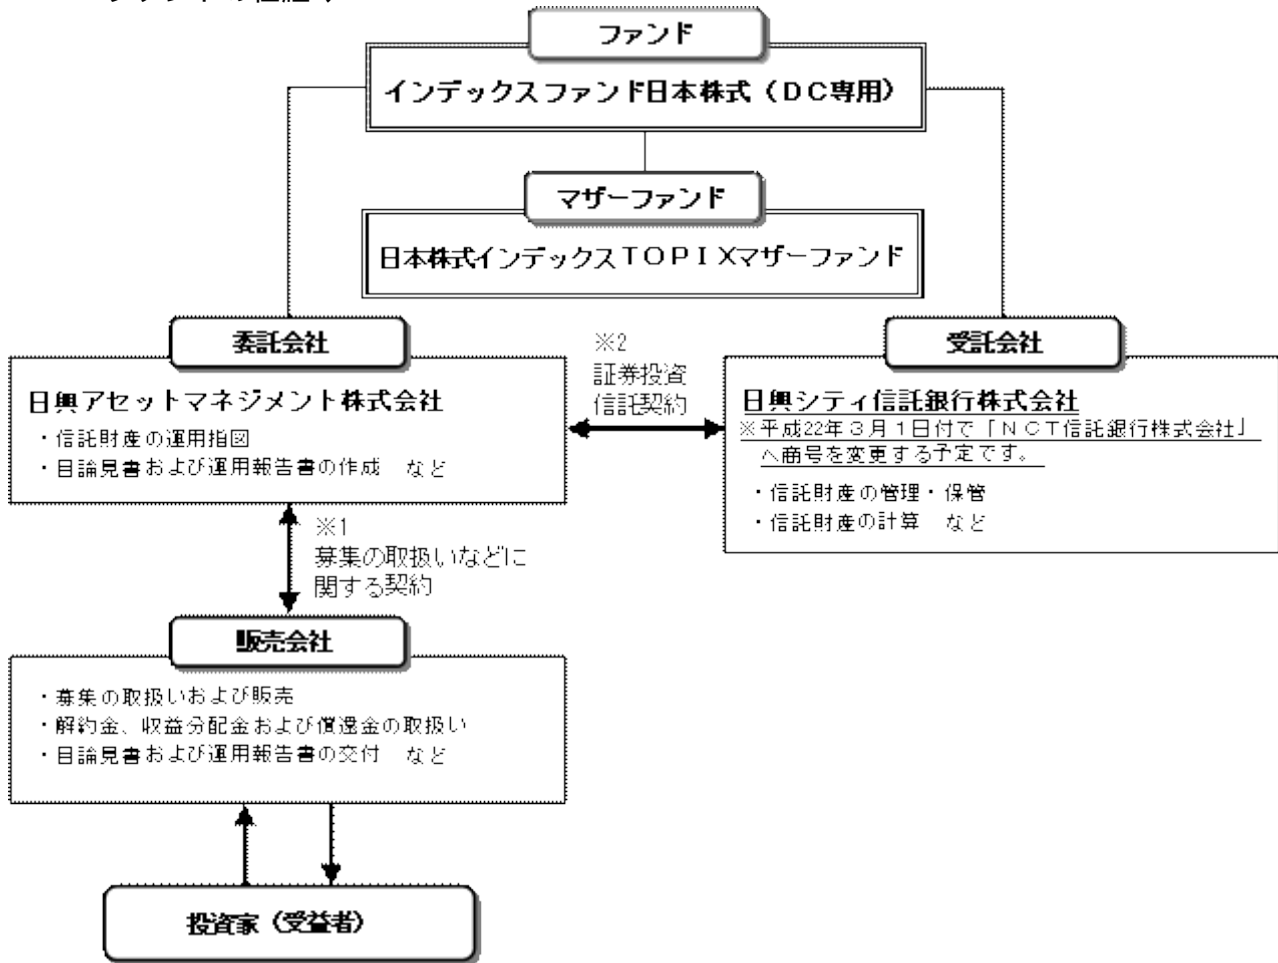 ファンド
インデックスファンド日本株式（ＤＣ専用）
マザーファンド
日本株式インデックスＴＯＰＩＸマザーファンド
委託会社
日興アセットマネジメント株式会社
・信託財産の運用指図
・目論見書および運用報告書の作成　など
※2
証券投資
信託契約
受託会社
日興シティ信託銀行株式会社
※平成22年３月１日付で「ＮＣＴ信託銀行株式会社」
へ商号を変更する予定です。
・信託財産の管理・保管
・信託財産の計算　など
※1
募集の取扱いなどに
関する契約
販売会社
・募集の取扱いおよび販売
・解約金、収益分配金および償還金の取扱い
・目論見書および運用報告書の交付　など
投資家（受益者）